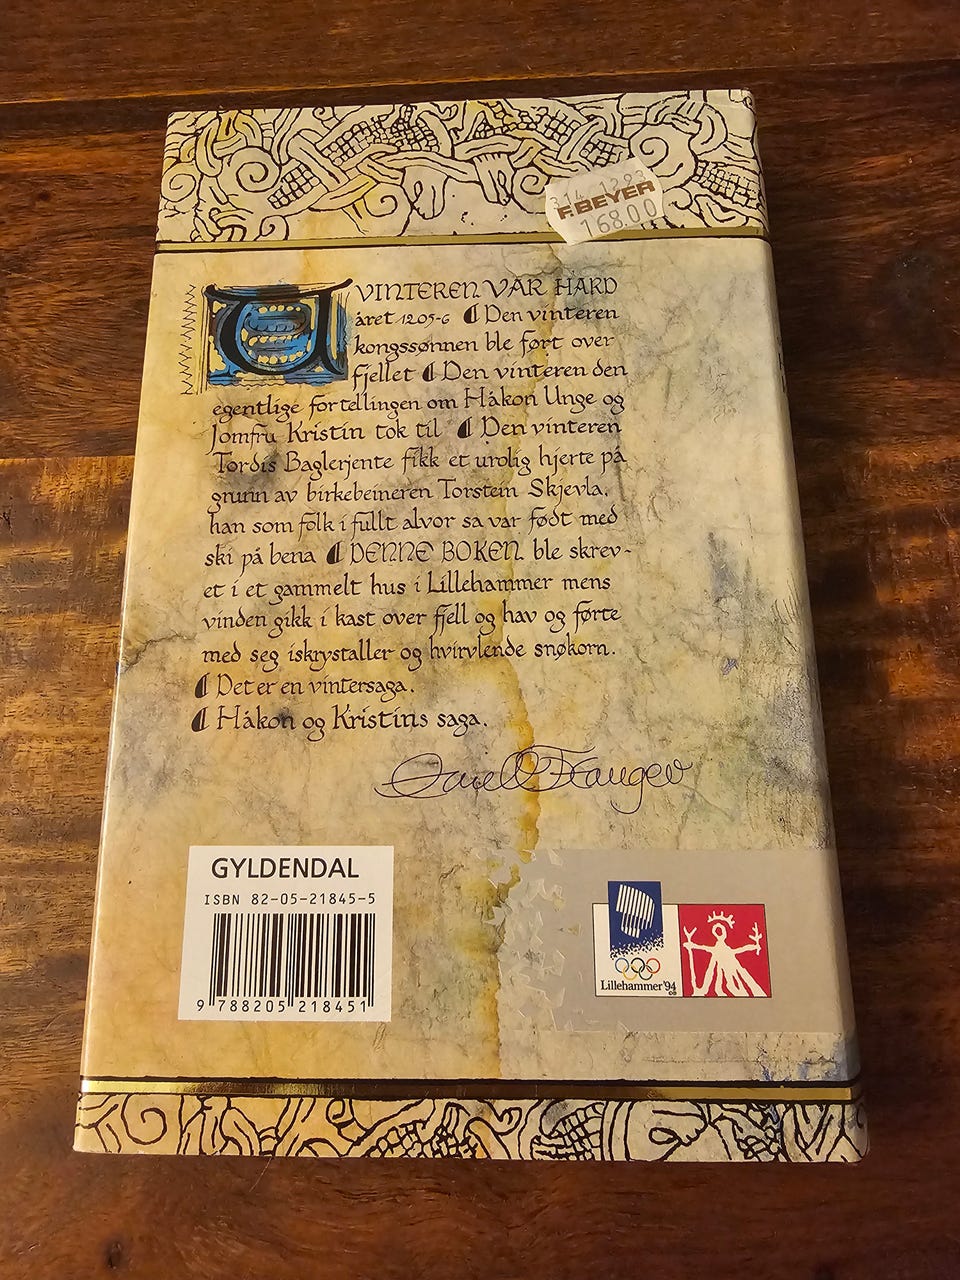 314 1293
F.BEYER
168.00
VINTEREN VAR HARD
året 1205-6 Den vinteren
kongssønnen ble ført over
fjellet Den vinteren den
egentlige fortellingen om Håkon Unge og
Jomfru Kristin tok til Den vinteren
Tordis Baglerjente fikk et urolig hjerte på
grunn av birkebeineren Torstein Skjevla,
han som folk i fullt alvor sa var født med
ski på bena DENNE BOKEN ble skrev-
et i et gammelt hus i Lillehammer mens
vinden gikk i kast over fjell og hav og førte
med seg iskrystaller og hvirvlende snøkorn.
Det er en vintersaga.
Håkon og Kristins saga.
GYLDENDAL
ISBN 82-05-21845-5
9 788205 218451
Lillehammer '94